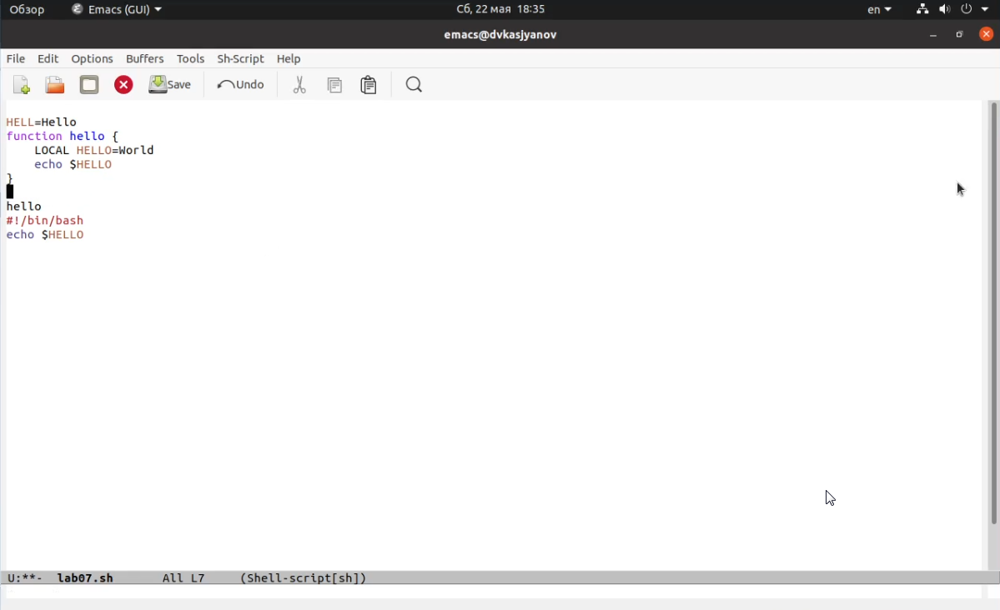 Обзор Emacs (GUI) Сб, 22 мая 18:35 en
emacs@dvkasjyanov
File Edit Options Buffers Tools Sh-Script Help
Save Undo
HELL=Hello
function hello {
    LOCAL HELLO=World
    echo $HELLO
}
hello
#!/bin/bash
echo $HELLO
U:**- lab07.sh All L7 (Shell-script[sh])